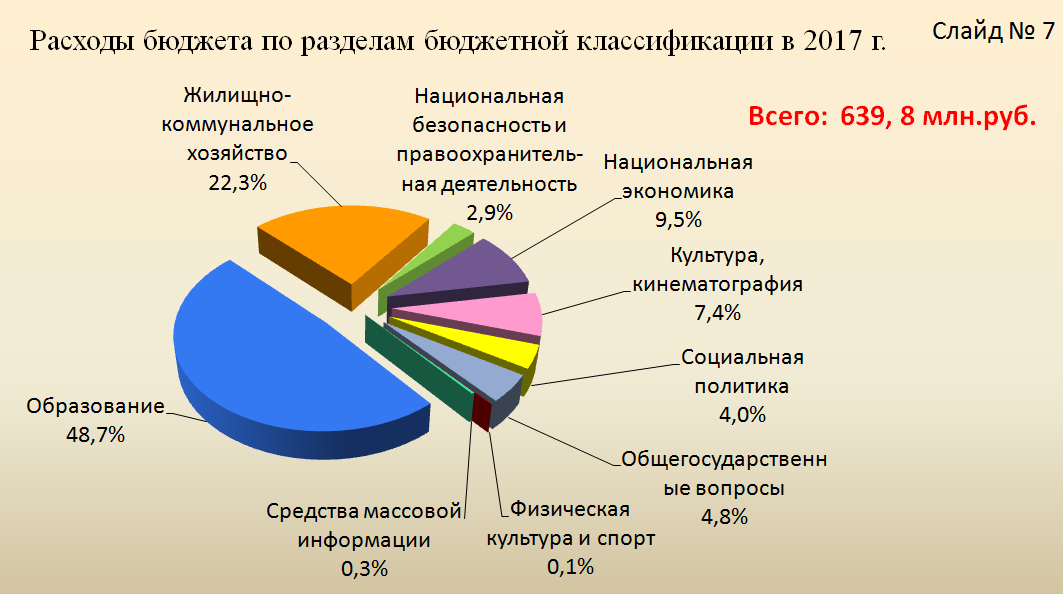 Слайд № 7
Расходы бюджета по разделам бюджетной классификации в 2017 г.
Всего:  639, 8 млн.руб.
Жилищно-
коммунальное
хозяйство
22,3%
Национальная
безопасность и
правоохранитель-
ная деятельность
2,9%
Национальная
экономика
9,5%
Культура,
кинематография
7,4%
Социальная
политика
4,0%
Общегосударственн
ые вопросы
4,8%
Физическая
культура и спорт
0,1%
Средства массовой
информации
0,3%
Образование
48,7%